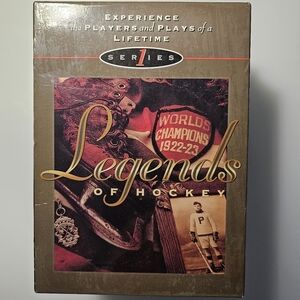 EXPERIENCE
the PLAYERS and PLAYS of a
LIFETIME
SERIES 1
WORLDS
CHAMPIONS
1922-23
Legends
OF HOCKEY
P